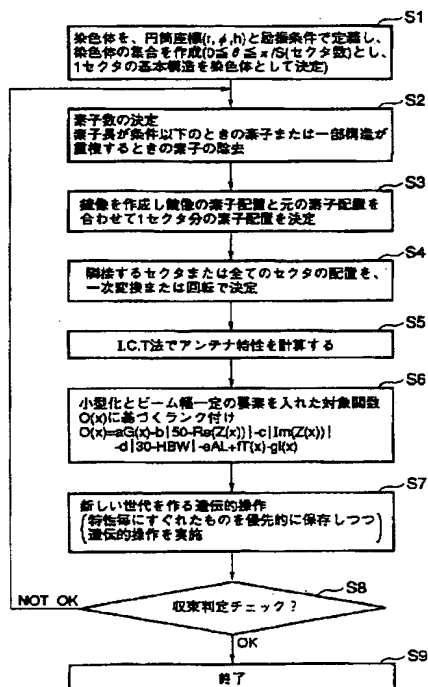 S1
染色体を、円筒座標(r, φ,h)と励振条件で定義し、
染色体の集合を作成(0≦θ≦π/S(セクタ数)とし、
1セクタの基本構造を染色体として決定)
S2
素子数の決定
素子長が条件以下のときの素子または一部構造が
重複するときの素子の除去
S3
鏡像を作成し鏡像の素子配置と元の素子配置を
合わせて1セクタ分の素子配置を決定
S4
隣接するセクタまたは全てのセクタの配置を、
一次変換または回転で決定
S5
I.C.T法でアンテナ特性を計算する
S6
小型化とビーム幅一定の要素を入れた対象関数
O(x)に基づくランク付け
O(x)=aG(x)-b|50-Re(Z(x))|-c|Im(Z(x))|
-d|30-HBW|-eAL+fT(x)-gI(x)
S7
新しい世代を作る遺伝的操作
(特性毎にすぐれたものを優先的に保存しつつ
遺伝的操作を実施)
S8
NOT OK
収束判定チェック?
OK
S9
終了